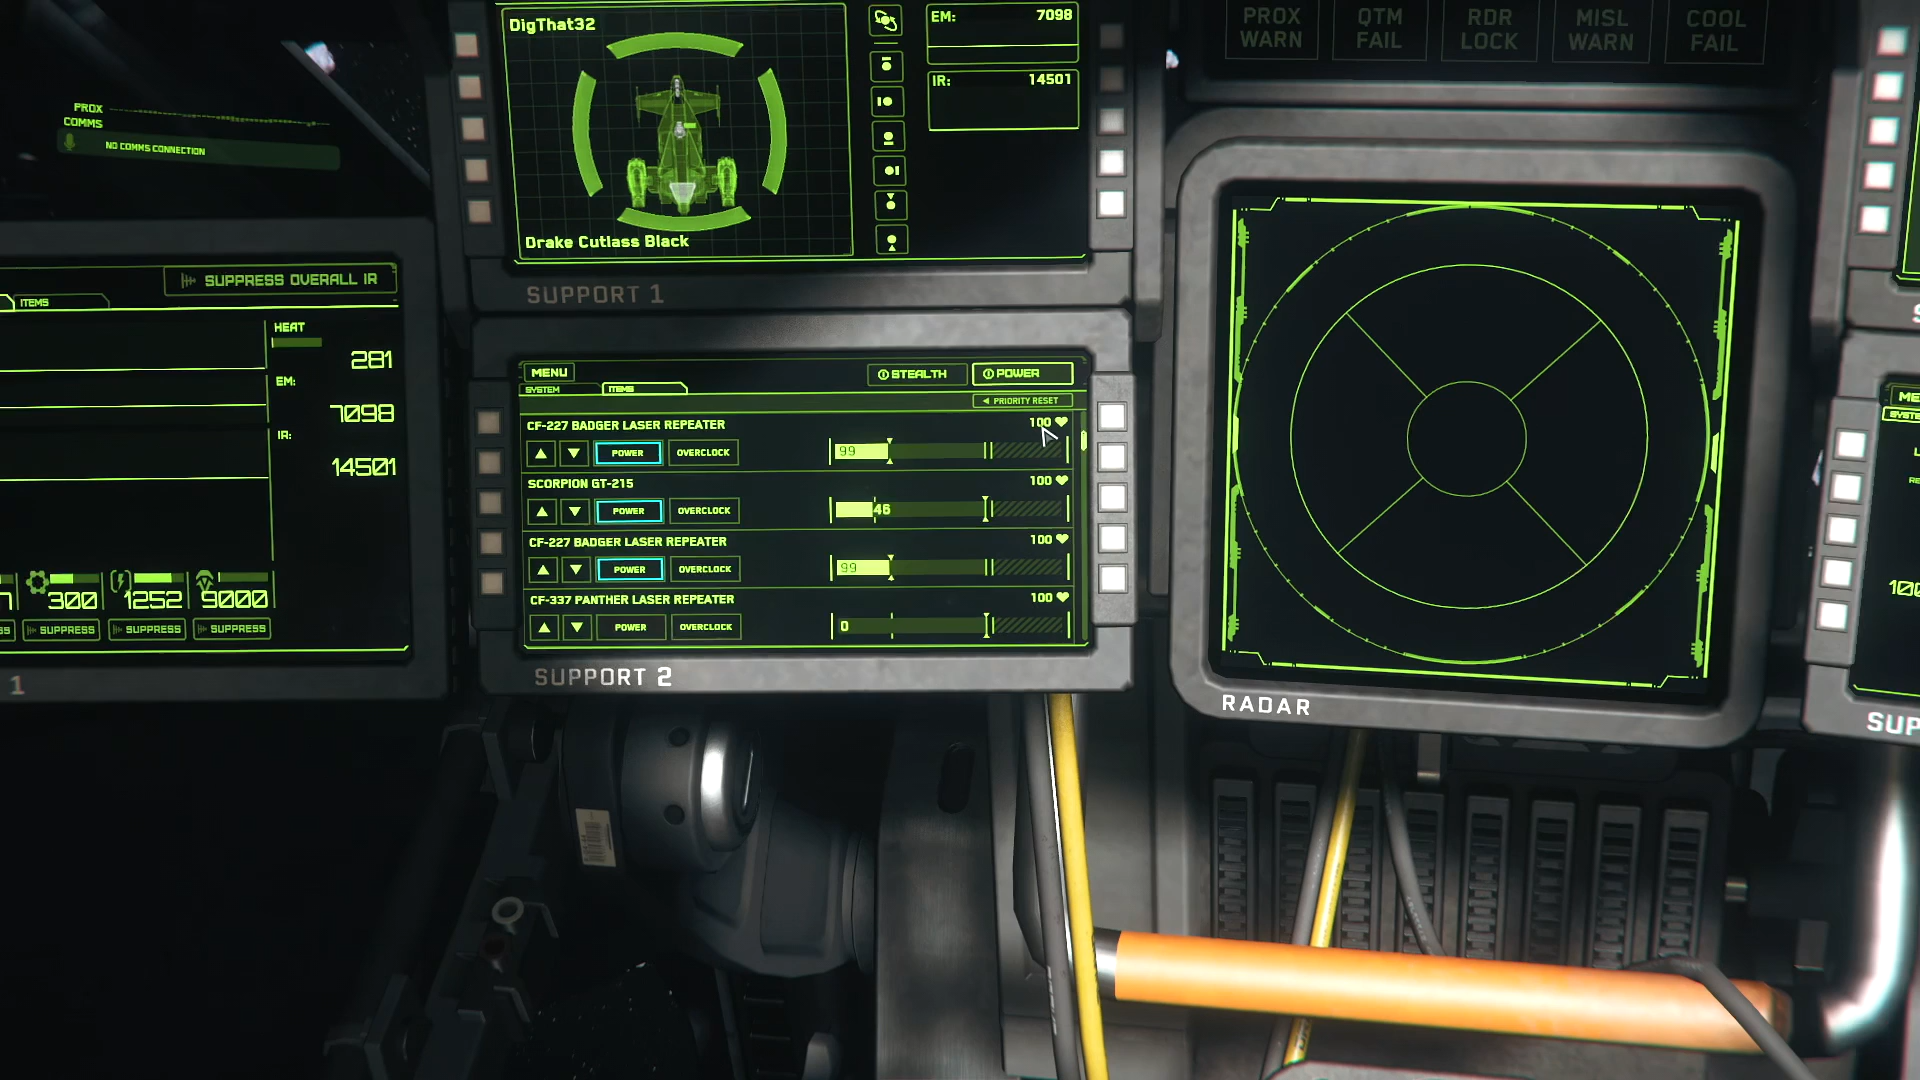 PROX
COMMS
NO COMMS CONNECTION
DigThat32
Drake Cutlass Black
EM: 7098
IR: 14501
SUPPORT 1
PROX WARN
QTM FAIL
RDR LOCK
MISL WARN
COOL FAIL
SUPPRESS OVERALL IR
ITEMS
HEAT
281
EM:
7098
IR:
14501
300
1252
9000
SUPPRESS
SUPPRESS
SUPPRESS
1
MENU
STEALTH
POWER
SYSTEM
ITEMS
PRIORITY RESET
CF-227 BADGER LASER REPEATER 100
POWER OVERCLOCK 99
SCORPION GT-215 100
POWER OVERCLOCK 46
CF-227 BADGER LASER REPEATER 100
POWER OVERCLOCK 99
CF-337 PANTHER LASER REPEATER 100
POWER OVERCLOCK 0
SUPPORT 2
RADAR
SUP